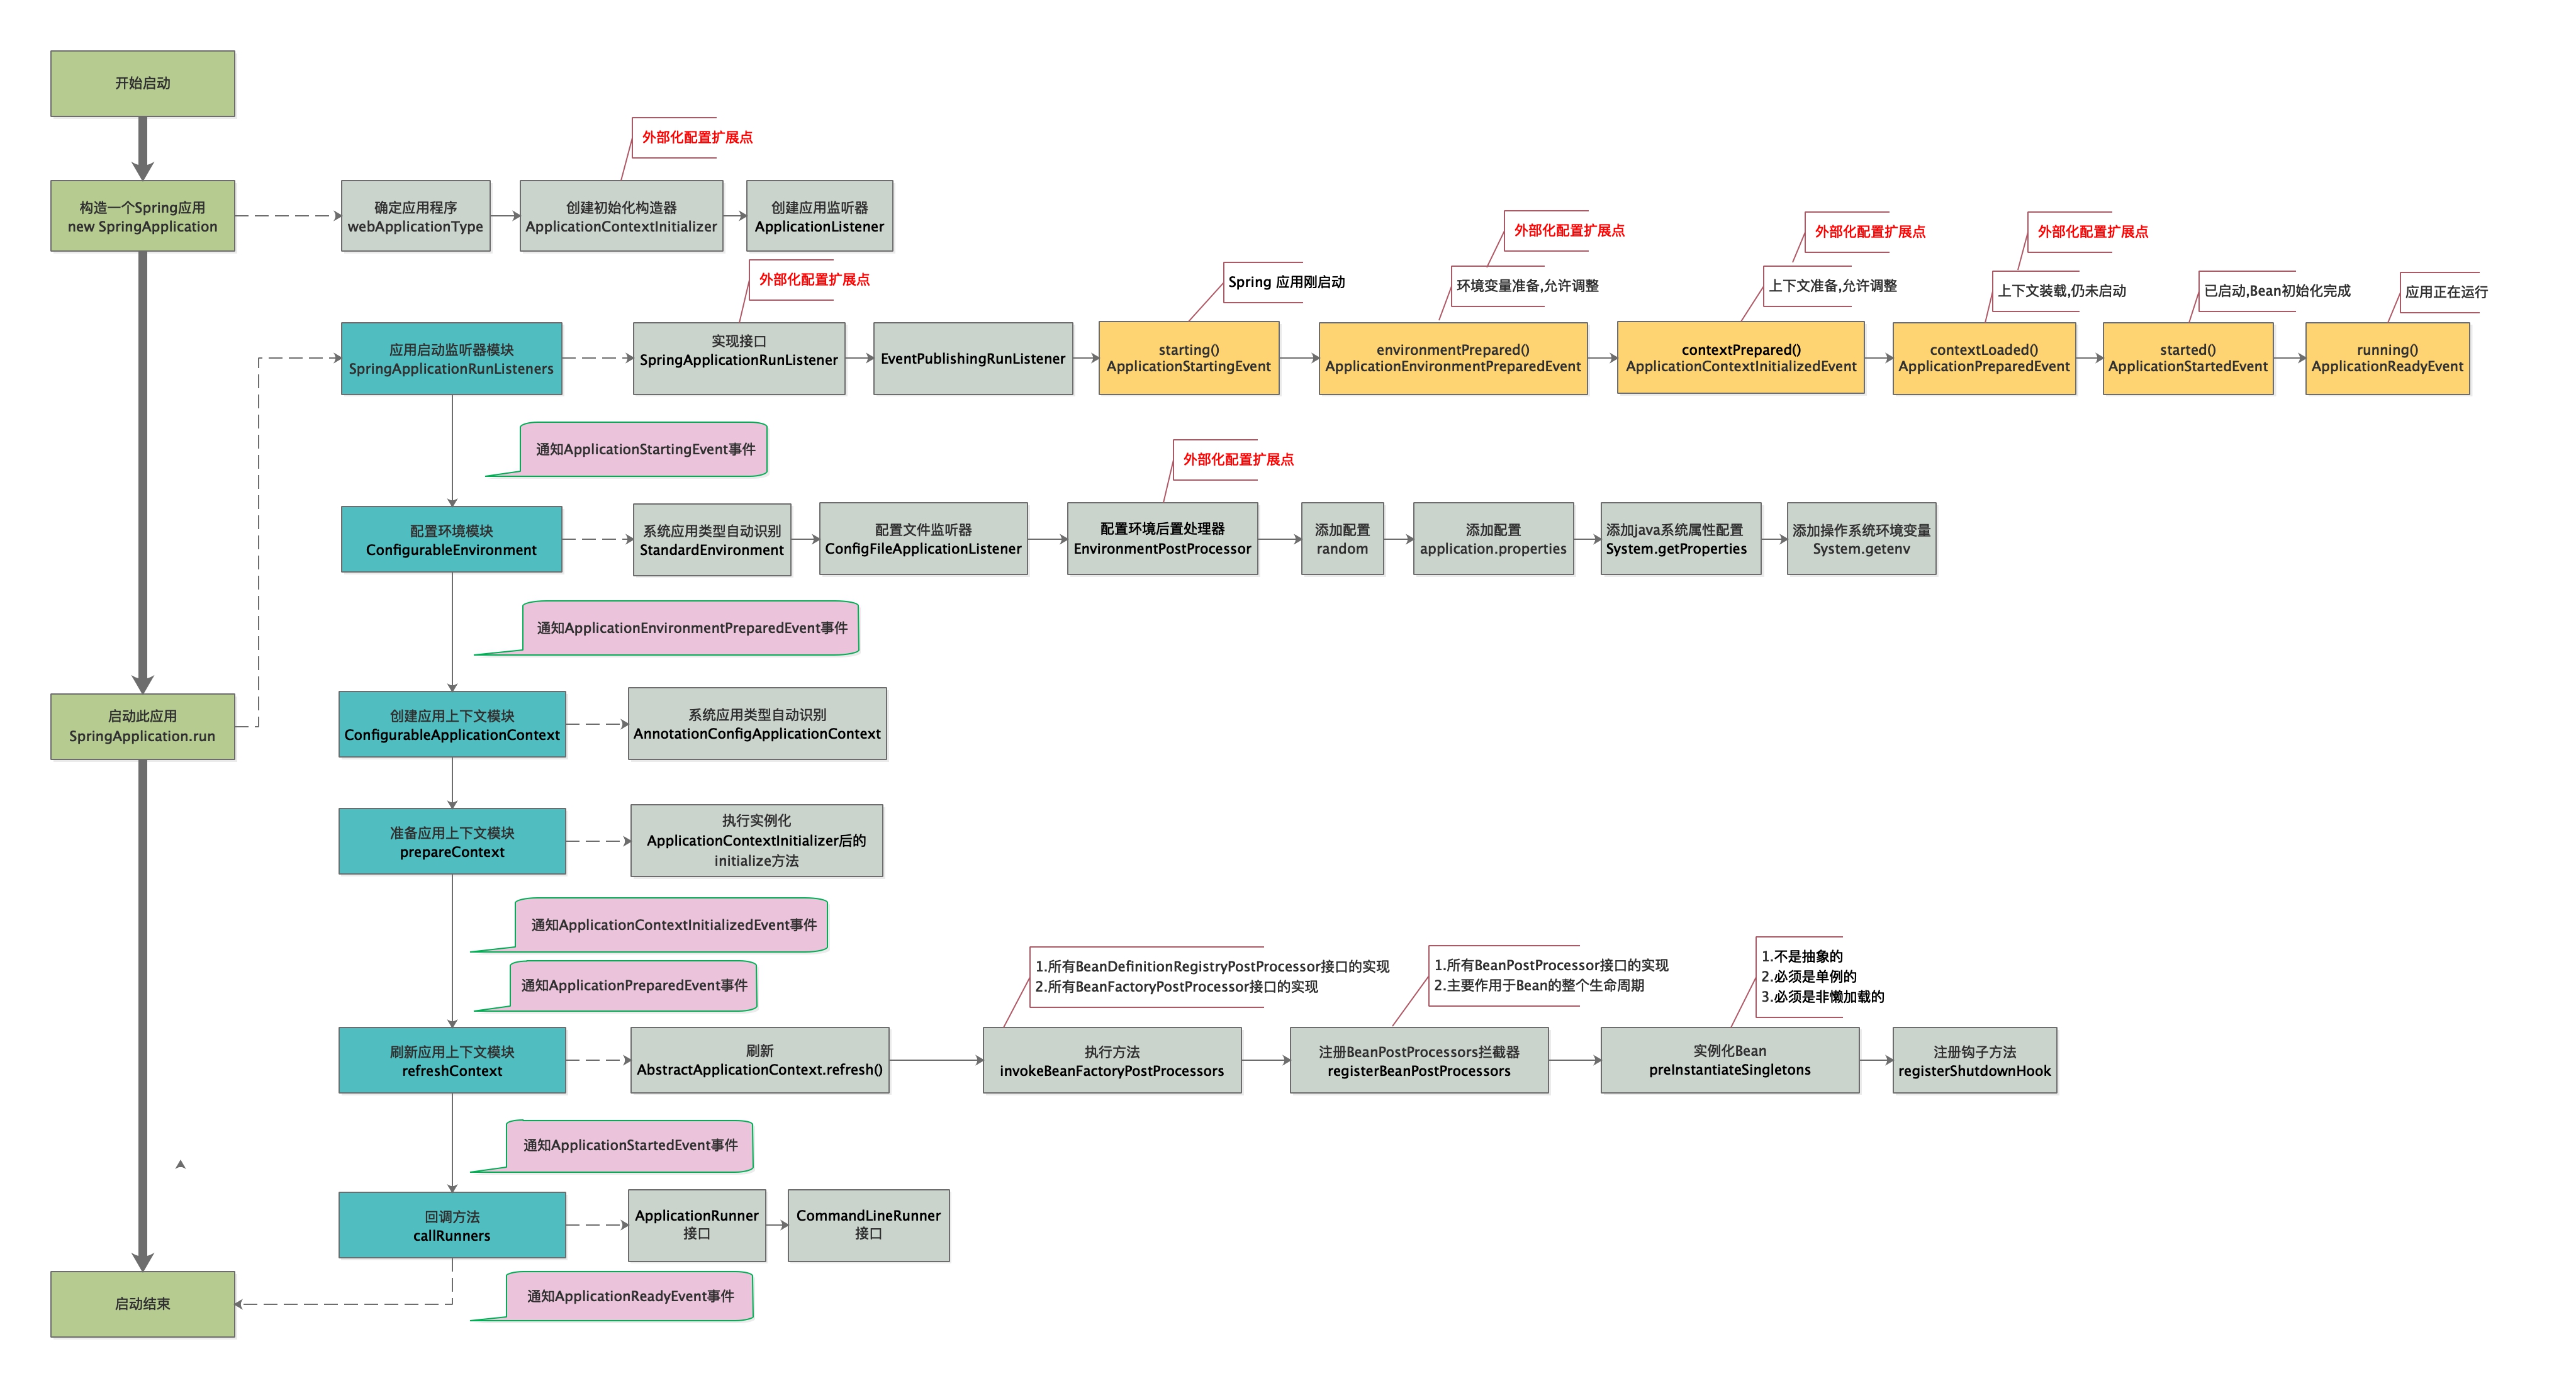 开始启动
外部化配置扩展点
构造一个Spring应用
new SpringApplication
确定应用程序
webApplicationType
创建初始化构造器
ApplicationContextInitializer
创建应用监听器
ApplicationListener
外部化配置扩展点
Spring 应用刚启动
外部化配置扩展点
环境变量准备,允许调整
外部化配置扩展点
上下文准备,允许调整
外部化配置扩展点
上下文装载,仍未启动
已启动,Bean初始化完成
应用正在运行
应用启动监听器模块
SpringApplicationRunListeners
实现接口
SpringApplicationRunListener
EventPublishingRunListener
starting()
ApplicationStartingEvent
environmentPrepared()
ApplicationEnvironmentPreparedEvent
contextPrepared()
ApplicationContextInitializedEvent
contextLoaded()
ApplicationPreparedEvent
started()
ApplicationStartedEvent
running()
ApplicationReadyEvent
通知ApplicationStartingEvent事件
外部化配置扩展点
配置环境模块
ConfigurableEnvironment
系统应用类型自动识别
StandardEnvironment
配置文件监听器
ConfigFileApplicationListener
配置环境后置处理器
EnvironmentPostProcessor
添加配置
random
添加配置
application.properties
添加java系统属性配置
System.getProperties
添加操作系统环境变量
System.getenv
通知ApplicationEnvironmentPreparedEvent事件
启动此应用
SpringApplication.run
创建应用上下文模块
ConfigurableApplicationContext
系统应用类型自动识别
AnnotationConfigApplicationContext
准备应用上下文模块
prepareContext
执行实例化
ApplicationContextInitializer后的
initialize方法
通知ApplicationContextInitializedEvent事件
通知ApplicationPreparedEvent事件
1.所有BeanDefinitionRegistryPostProcessor接口的实现
2.所有BeanFactoryPostProcessor接口的实现
1.所有BeanPostProcessor接口的实现
2.主要作用于Bean的整个生命周期
1.不是抽象的
2.必须是单例的
3.必须是非懒加载的
刷新应用上下文模块
refreshContext
刷新
AbstractApplicationContext.refresh()
执行方法
invokeBeanFactoryPostProcessors
注册BeanPostProcessors拦截器
registerBeanPostProcessors
实例化Bean
preInstantiateSingletons
注册钩子方法
registerShutdownHook
通知ApplicationStartedEvent事件
回调方法
callRunners
ApplicationRunner
接口
CommandLineRunner
接口
通知ApplicationReadyEvent事件
启动结束